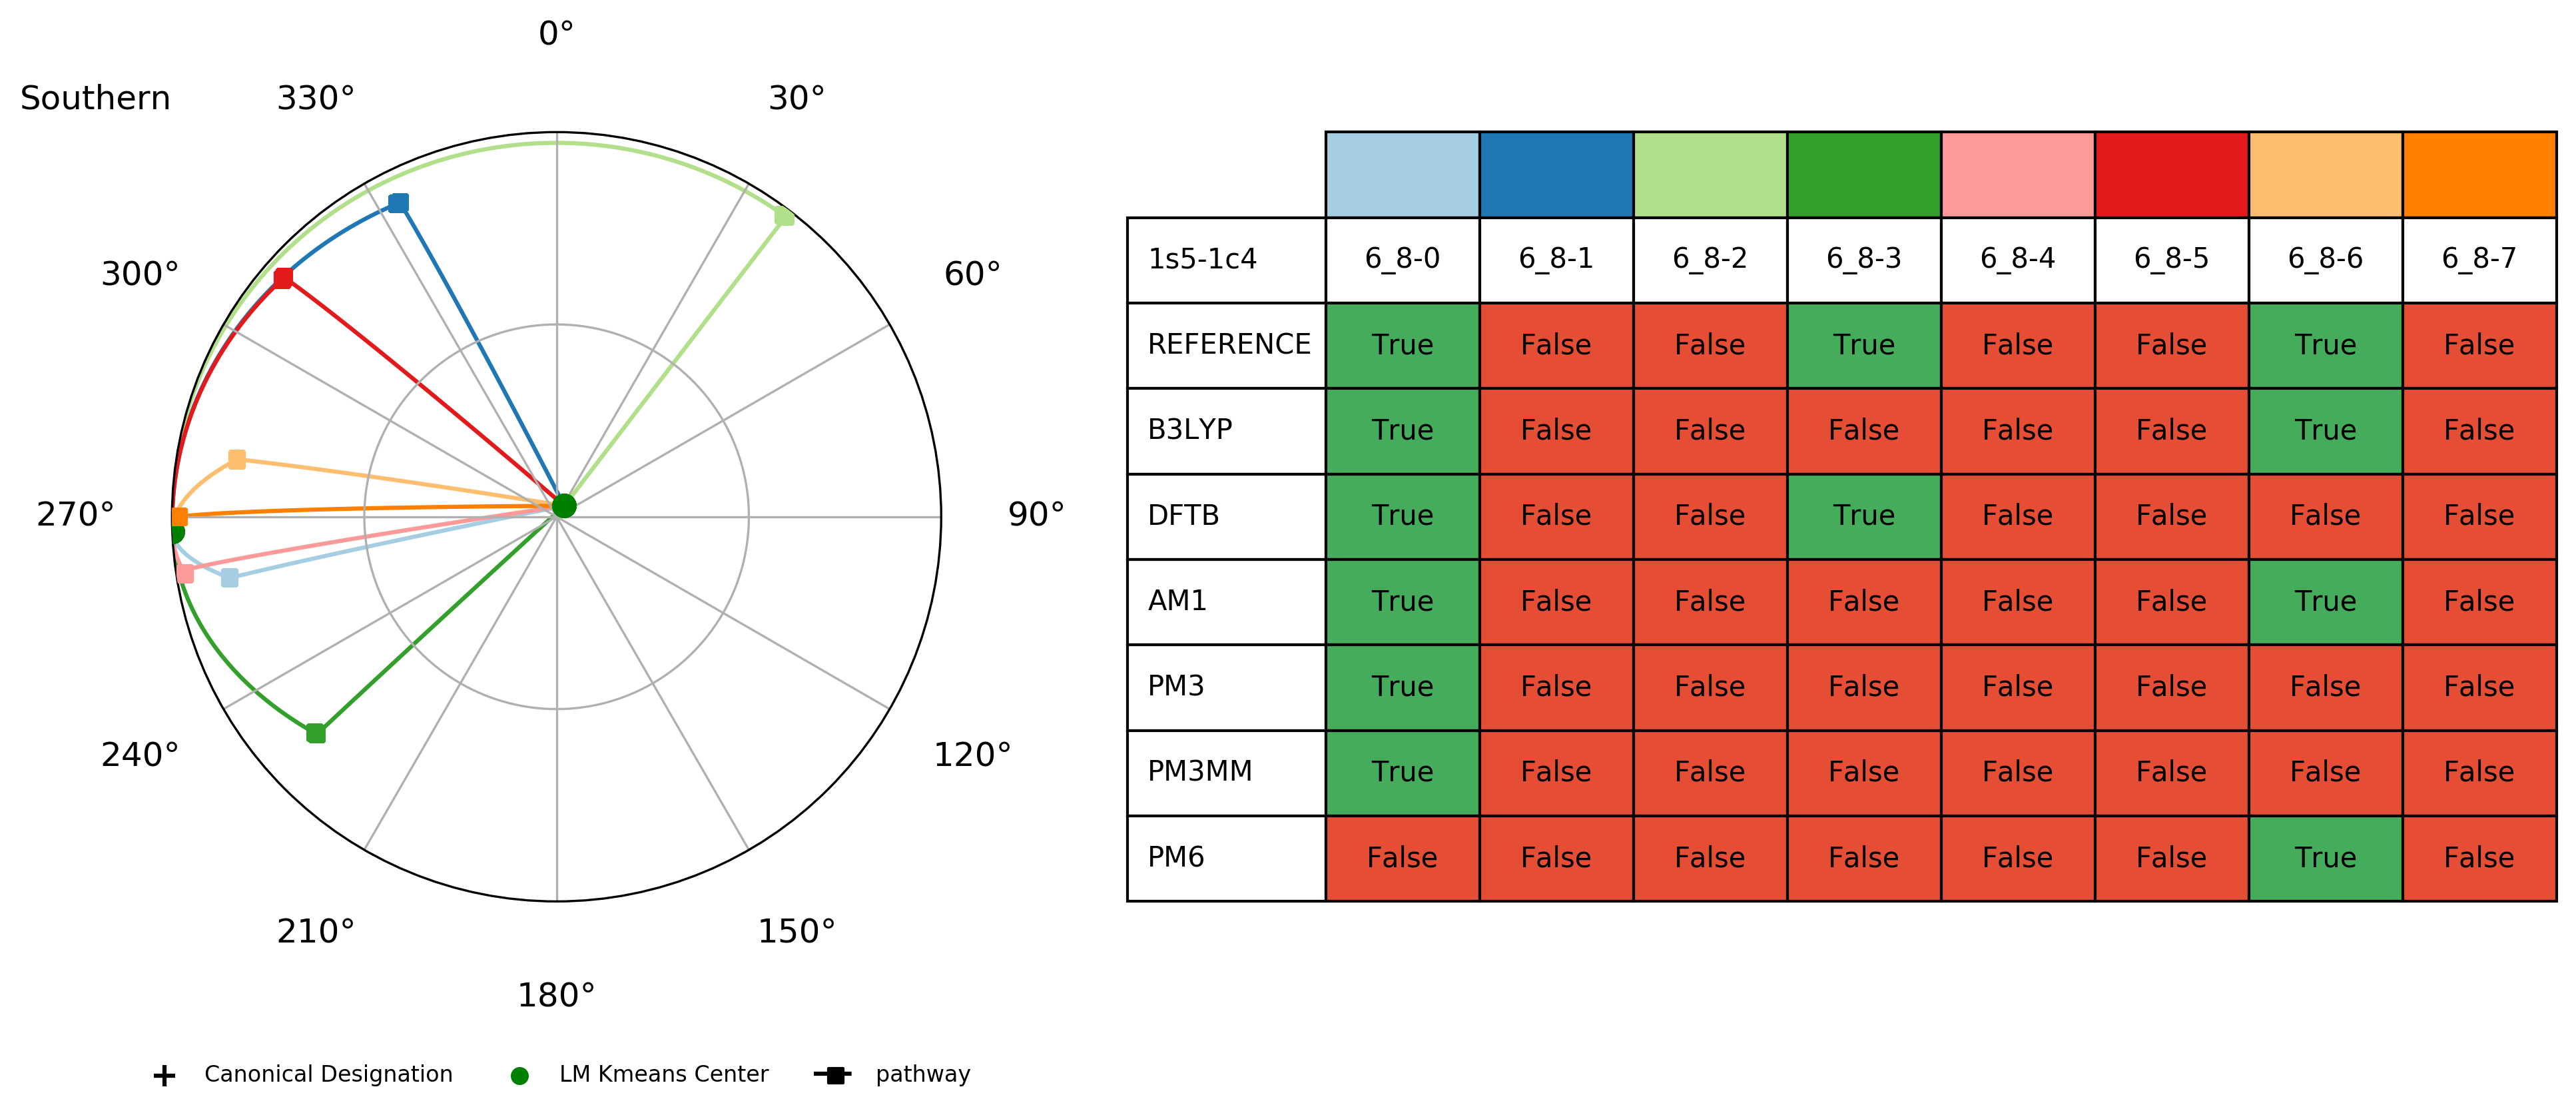 0°
Southern
330°
30°
300°
60°
270°
90°
240°
120°
210°
150°
180°
+ Canonical Designation LM Kmeans Center pathway
1s5-1c4 6_8-0 6_8-1 6_8-2 6_8-3 6_8-4 6_8-5 6_8-6 6_8-7
REFERENCE True False False True False False True False
B3LYP True False False False False False True False
DFTB True False False True False False False False
AM1 True False False False False False True False
PM3 True False False False False False False False
PM3MM True False False False False False False False
PM6 False False False False False False True False